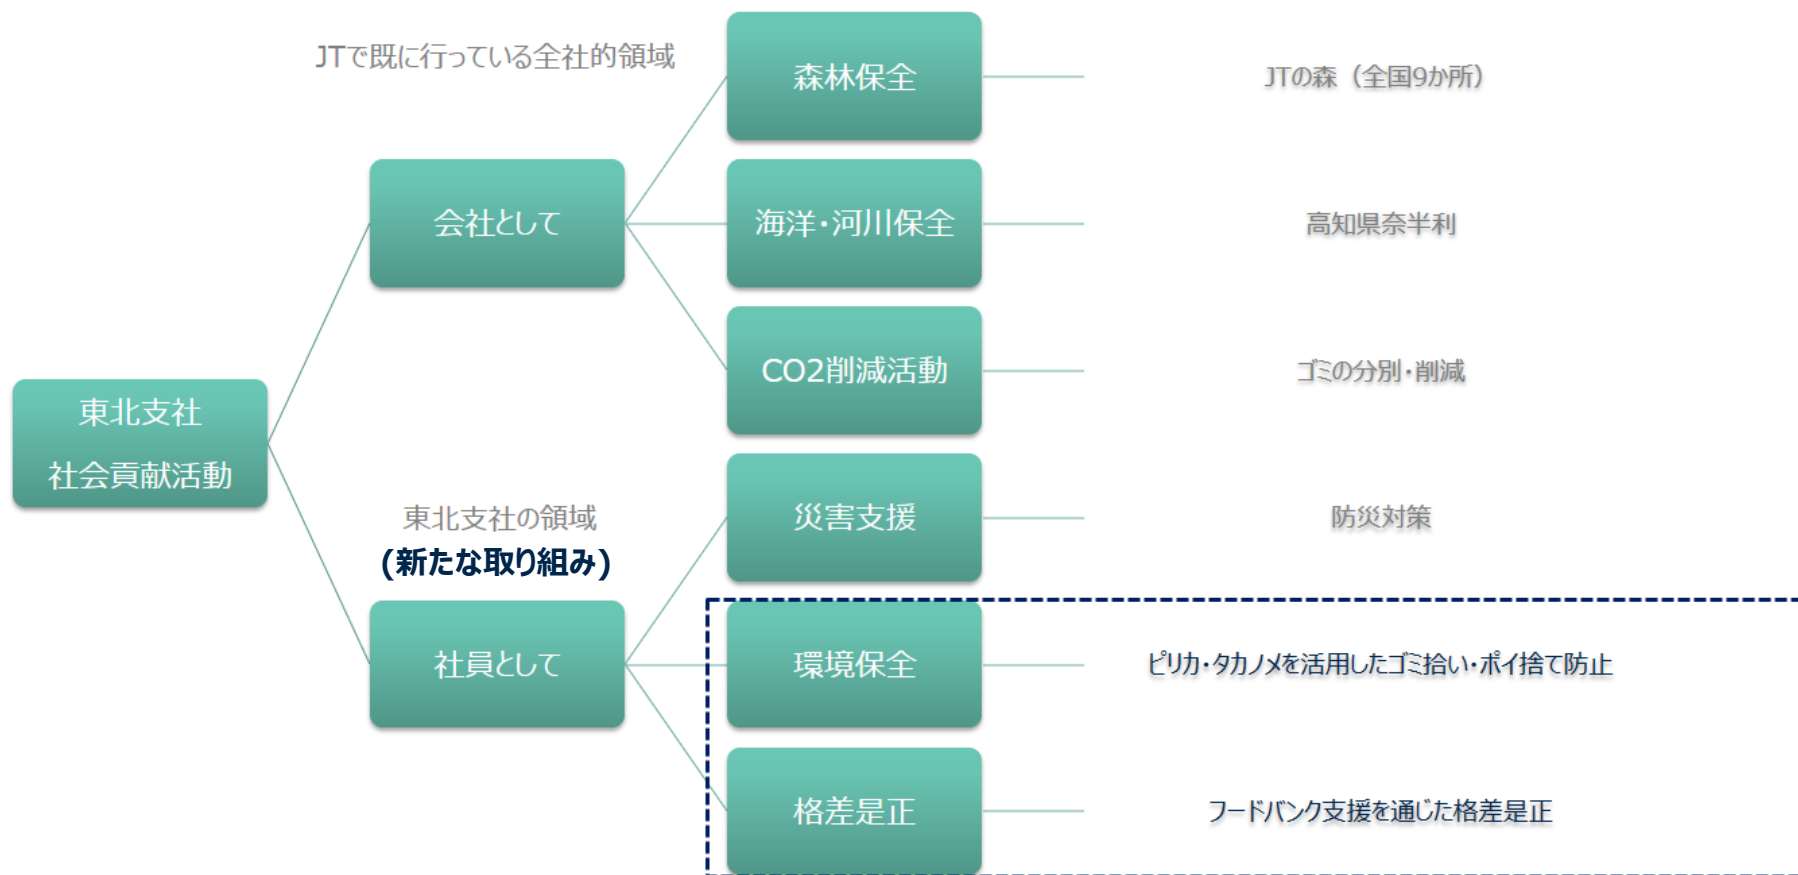 JTで既に行っている全社的領域
森林保全
JTの森（全国9か所）
会社として
海洋・河川保全
高知県奈半利
CO2削減活動
ゴミの分別・削減
東北支社
社会貢献活動
東北支社の領域
(新たな取り組み)
災害支援
防災対策
社員として
環境保全
ピリカ・タカノメを活用したゴミ拾い・ポイ捨て防止
格差是正
フードバンク支援を通じた格差是正